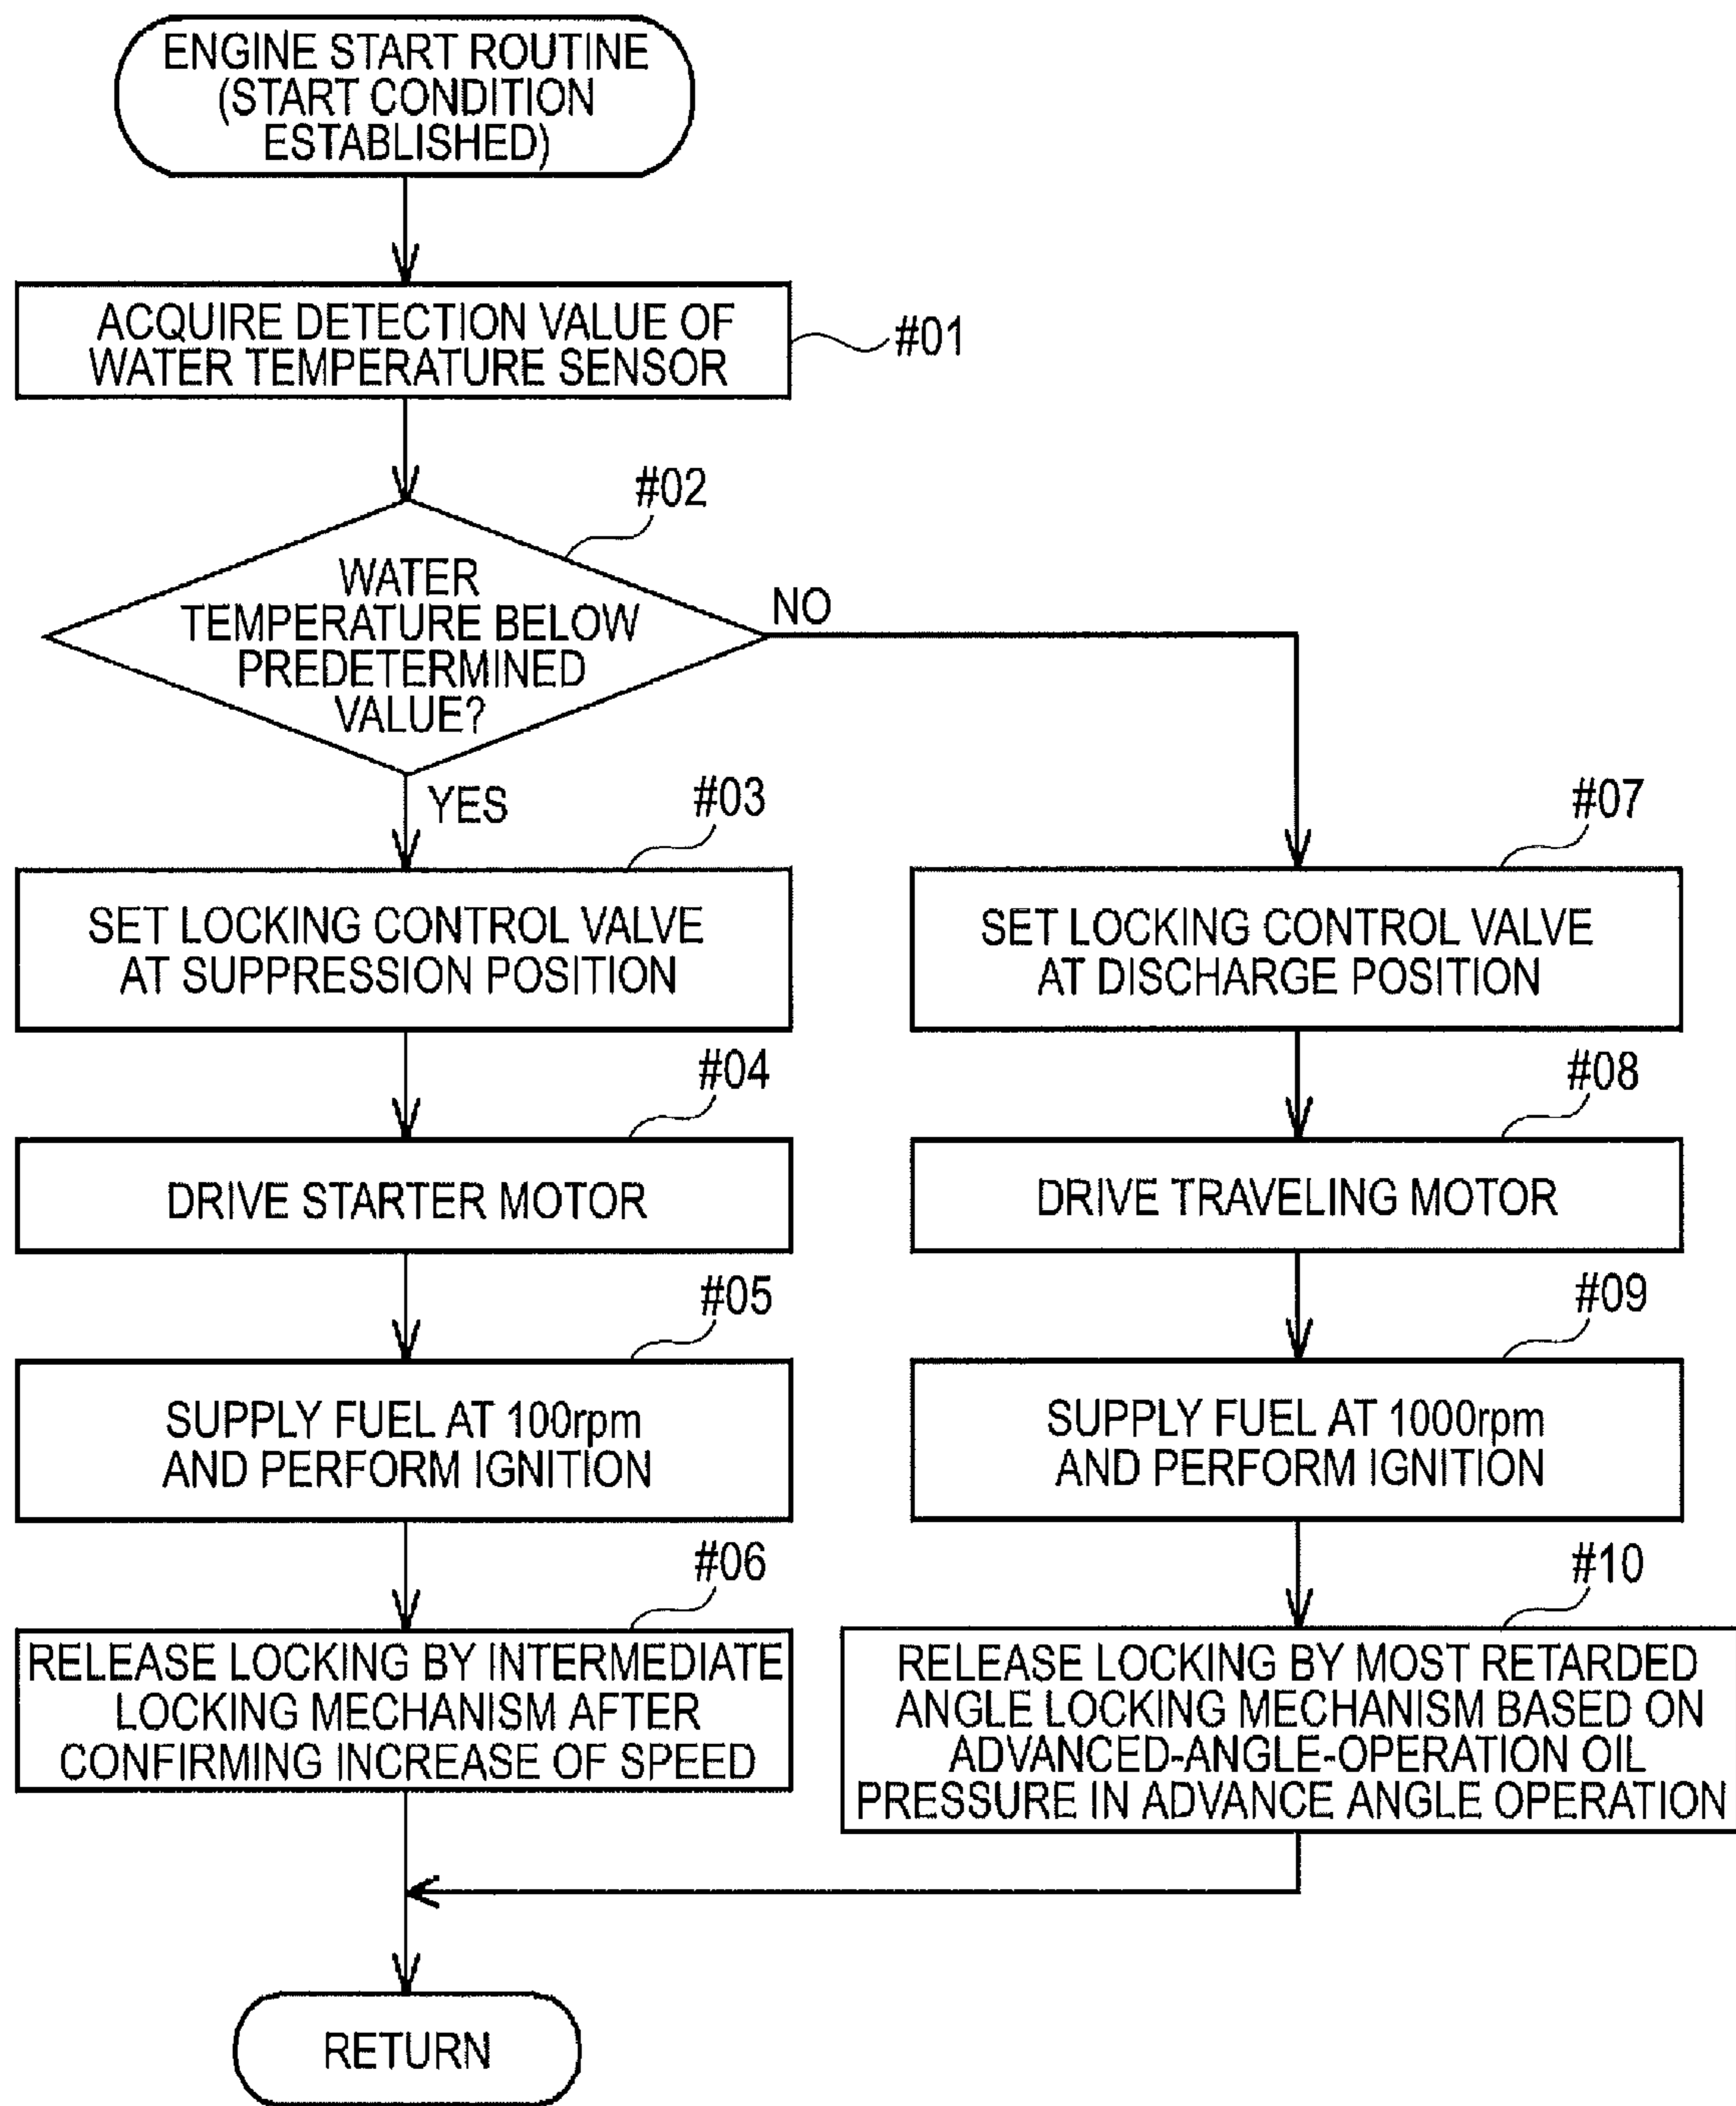 ENGINE START ROUTINE
(START CONDITION
ESTABLISHED)
ACQUIRE DETECTION VALUE OF
WATER TEMPERATURE SENSOR
#01
#02
WATER
TEMPERATURE BELOW
PREDETERMINED
VALUE?
NO
YES
#03
SET LOCKING CONTROL VALVE
AT SUPPRESSION POSITION
#04
DRIVE STARTER MOTOR
#05
SUPPLY FUEL AT 100rpm
AND PERFORM IGNITION
#06
RELEASE LOCKING BY INTERMEDIATE
LOCKING MECHANISM AFTER
CONFIRMING INCREASE OF SPEED
#07
SET LOCKING CONTROL VALVE
AT DISCHARGE POSITION
#08
DRIVE TRAVELING MOTOR
#09
SUPPLY FUEL AT 1000rpm
AND PERFORM IGNITION
#10
RELEASE LOCKING BY MOST RETARDED
ANGLE LOCKING MECHANISM BASED ON
ADVANCED-ANGLE-OPERATION OIL
PRESSURE IN ADVANCE ANGLE OPERATION
RETURN